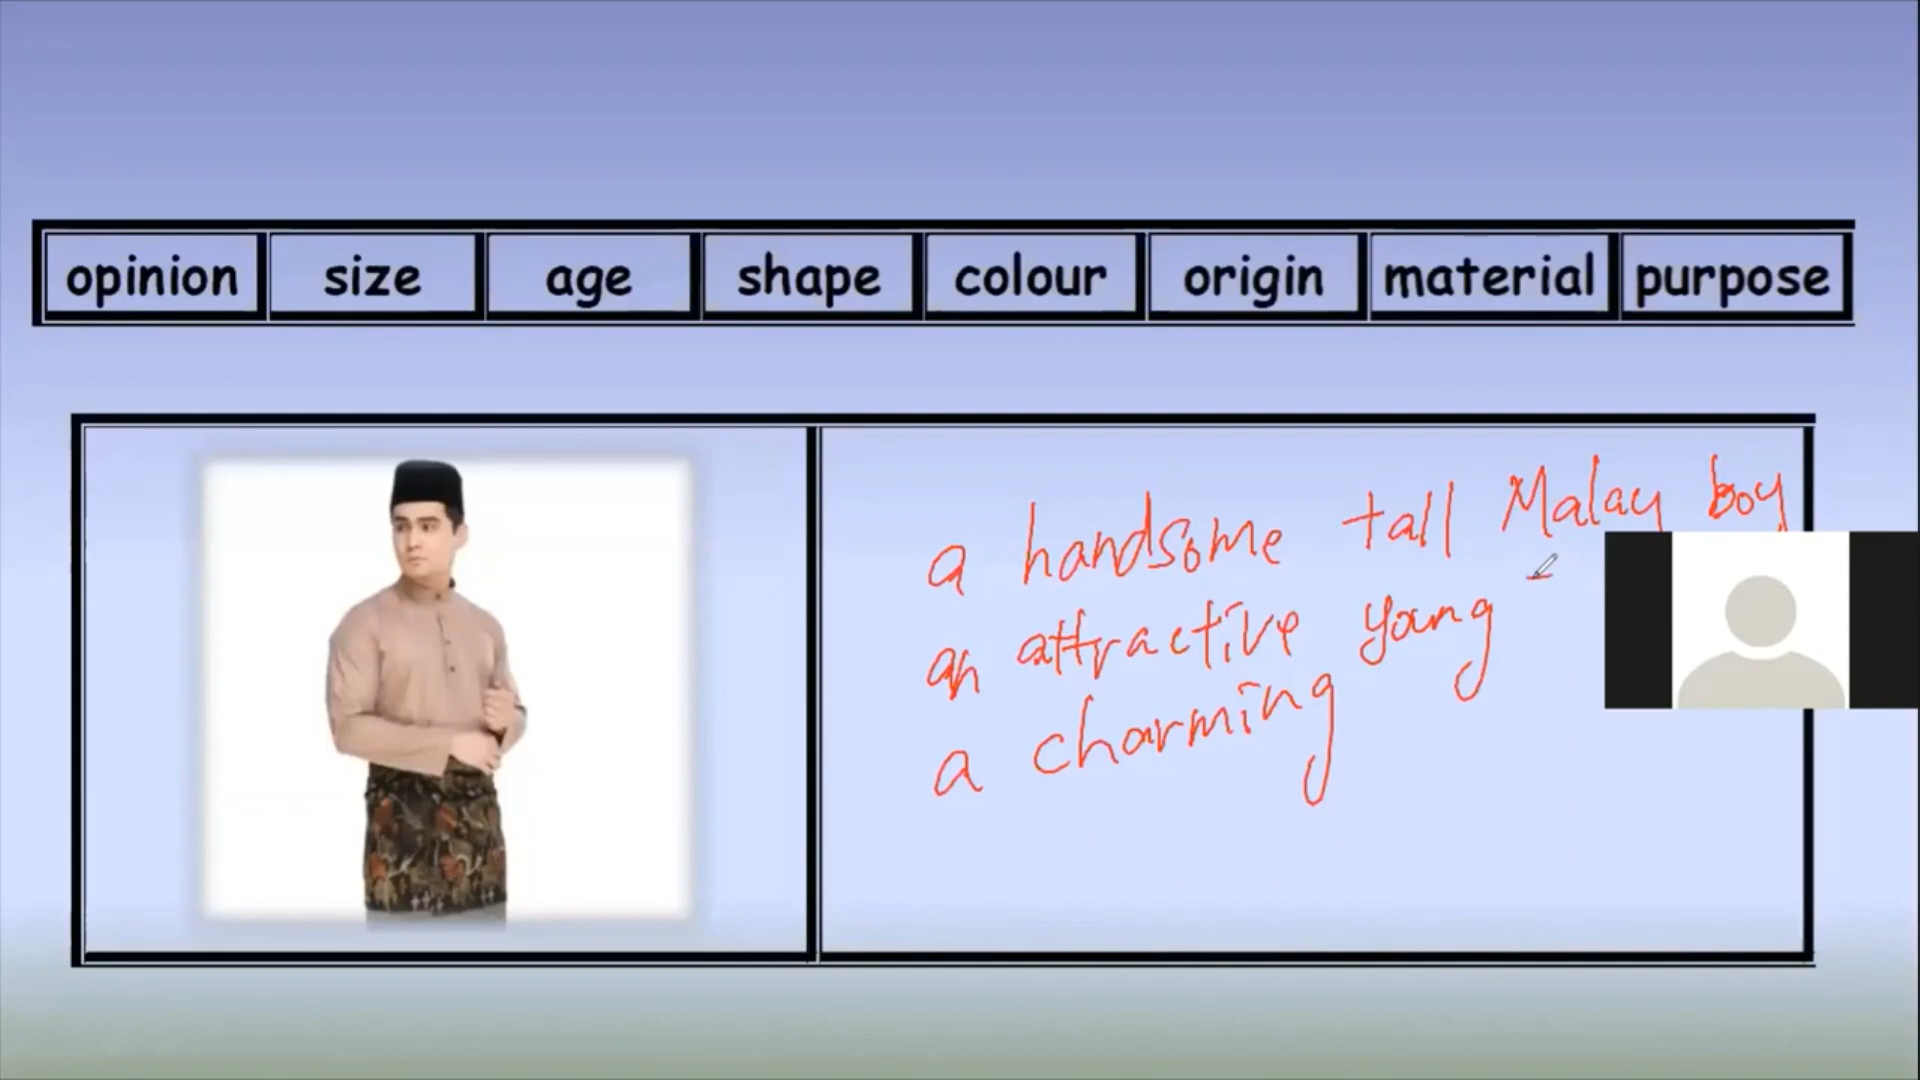 opinion size age shape colour origin material purpose
a handsome tall Malay boy
an attractive young
a charming